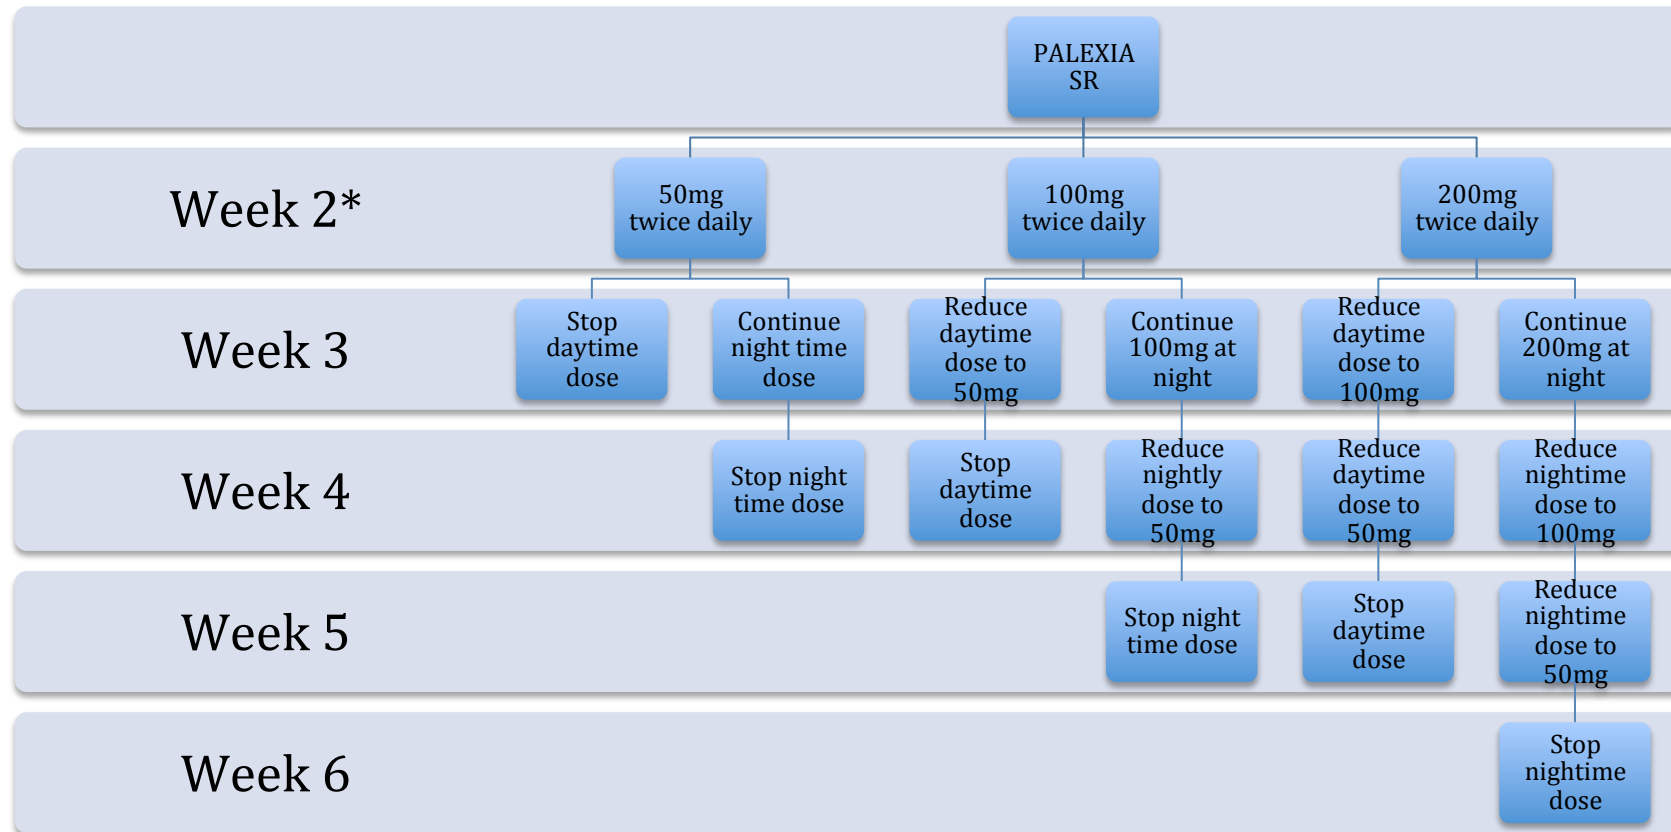 PALEXIA
SR
Week 2*
50mg
twice daily
100mg
twice daily
200mg
twice daily
Week 3
Stop
daytime
dose
Continue
night time
dose
Reduce
daytime
dose to
50mg
Continue
100mg at
night
Reduce
daytime
dose to
100mg
Continue
200mg at
night
Week 4
Stop night
time dose
Stop
daytime
dose
Reduce
nightly
dose to
50mg
Reduce
daytime
dose to
50mg
Reduce
nightime
dose to
100mg
Week 5
Stop night
time dose
Stop
daytime
dose
Reduce
nightime
dose to
50mg
Week 6
Stop
nightime
dose